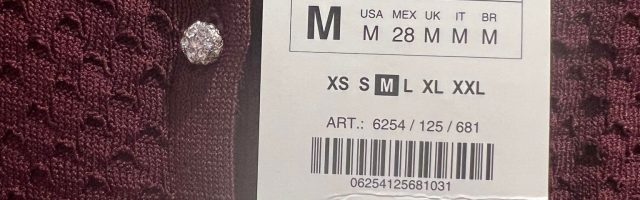 M
USA MEX UK IT BR
M 28 M M M
XS S M L XL XXL
ART.: 6254 / 125 / 681
06254125681031